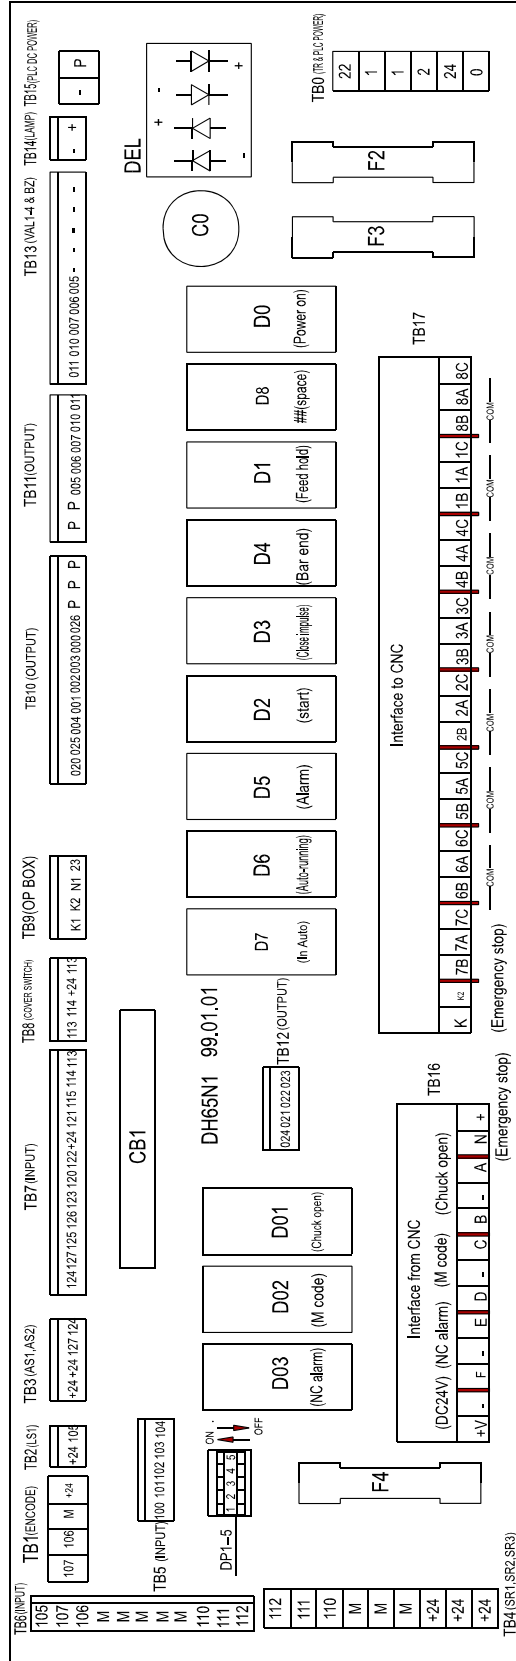 TB6(INPUT)
105
107
106
M
M
M
M
M
110
111
112
112
111
110
M
M
M
+24
+24
+24
TB4(SR1,SR2,SR3)
TB1(ENCODE)
107 106 M +24
TB2(LS1)
+24 105
TB3(AS1,AS2)
+24 +24 127 124
TB7(INPUT)
124 127 125 126 123 120 122 +24 121 115 114 113
TB8 (COVER SWITCH)
113 114 +24 113
TB9(OP BOX)
K1 K2 N1 23
TB10 (OUTPUT)
020 025 004 001 002 003 000 026 P P P
TB11(OUTPUT)
P P 005 006 007 010 011
TB13 (VAL1-4 & BZ)
011 010 007 006 005 - - - - -
TB14(LAMP)
- +
TB15(PLC DC POWER)
- P
TB5 (INPUT)
100 101 102 103 104
CB1
DEL
+ -
- +
DP1-5
1 2 3 4 5
ON
OFF
DH65N1 99.01.01
TB12 (OUTPUT)
024 021 022 023
C0
D03
(NC alarm)
D02
(M code)
D01
(Chuck open)
D7
(In Auto)
D6
(Auto-running)
D5
(Alarm)
D2
(start)
D3
(Close impulse)
D4
(Bar end)
D1
(Feed hold)
D8
##(space)
D0
(Power on)
TB0 (TR & PLC POWER)
22
1
1
2
24
0
F4
F3
F2
TB16
Interface from CNC
(DC24V) (NC alarm) (M code) (Chuck open)
+V - F - E D - C B - A N +
(Emergency stop)
TB17
Interface to CNC
K K2 7B 7A 7C 6B 6A 6C 5B 5A 5C 2B 2A 2C 3B 3A 3C 4B 4A 4C 1B 1A 1C 8B 8A 8C
(Emergency stop)
COM COM COM COM COM COM COM